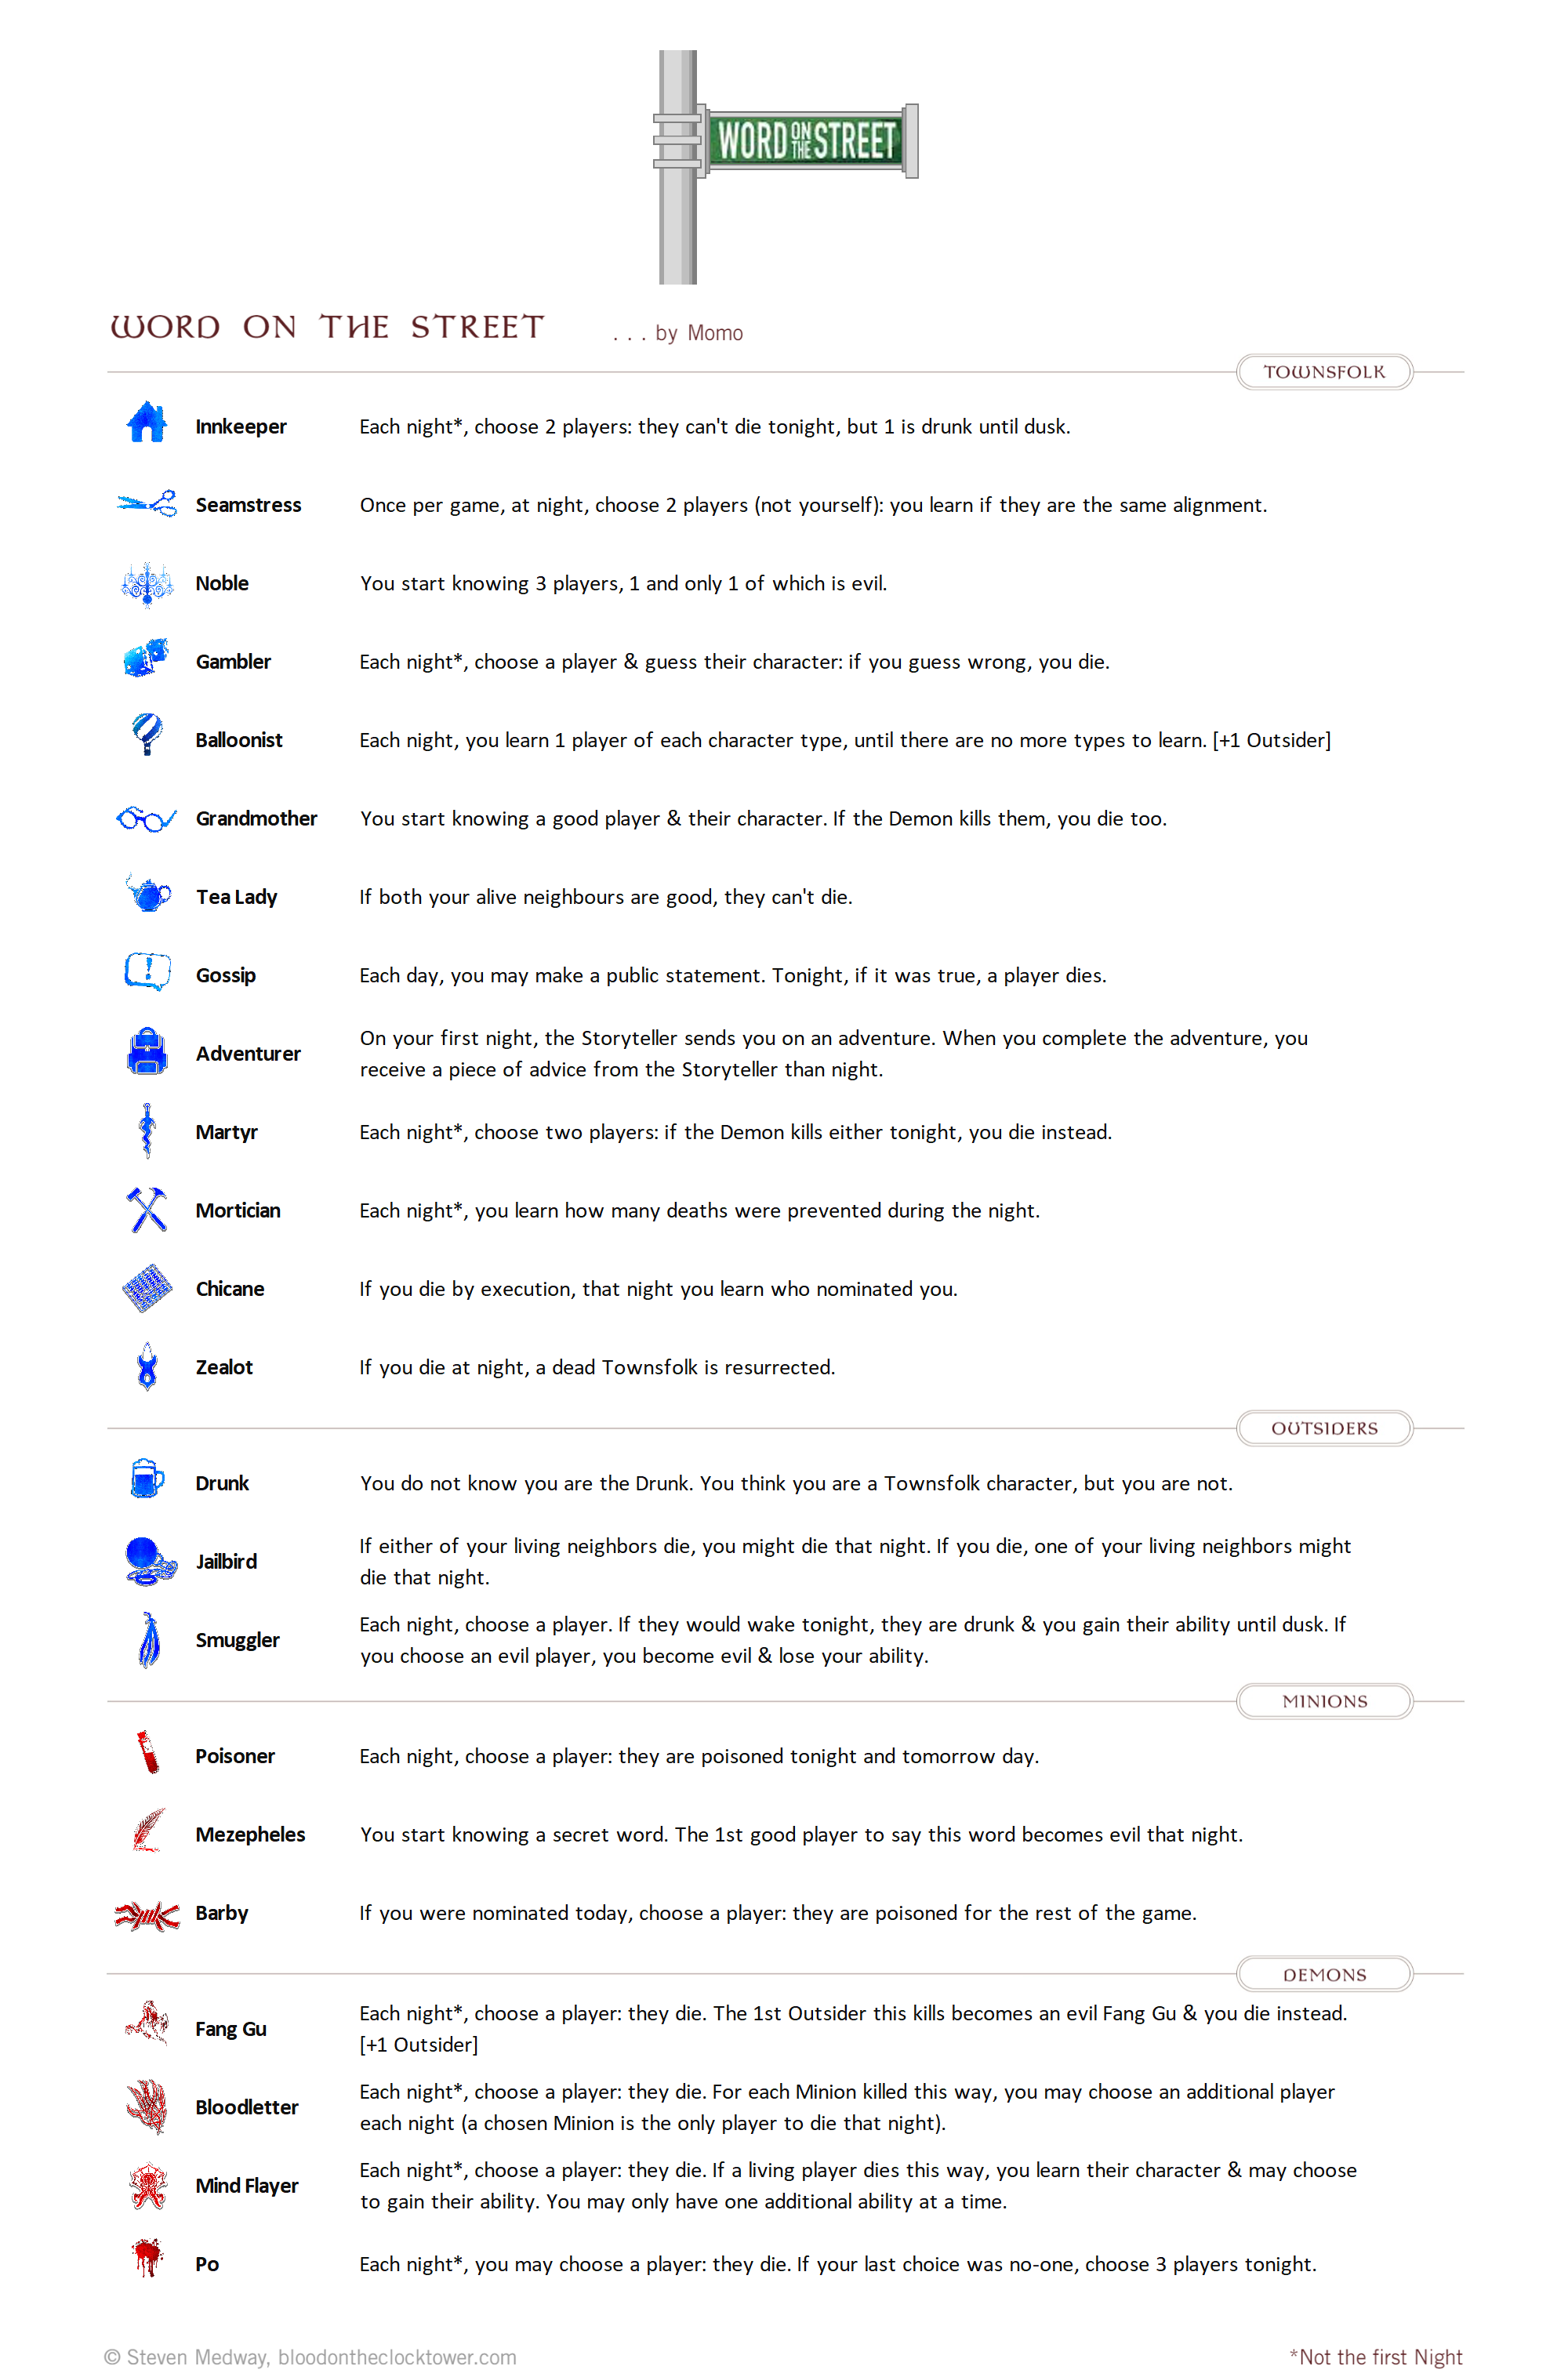 WORD ON THE STREET
WORD ON THE STREET . . . by Momo
TOWNSFOLK
Innkeeper Each night*, choose 2 players: they can't die tonight, but 1 is drunk until dusk.
Seamstress Once per game, at night, choose 2 players (not yourself): you learn if they are the same alignment.
Noble You start knowing 3 players, 1 and only 1 of which is evil.
Gambler Each night*, choose a player & guess their character: if you guess wrong, you die.
Balloonist Each night, you learn 1 player of each character type, until there are no more types to learn. [+1 Outsider]
Grandmother You start knowing a good player & their character. If the Demon kills them, you die too.
Tea Lady If both your alive neighbours are good, they can't die.
Gossip Each day, you may make a public statement. Tonight, if it was true, a player dies.
Adventurer On your first night, the Storyteller sends you on an adventure. When you complete the adventure, you
receive a piece of advice from the Storyteller than night.
Martyr Each night*, choose two players: if the Demon kills either tonight, you die instead.
Mortician Each night*, you learn how many deaths were prevented during the night.
Chicane If you die by execution, that night you learn who nominated you.
Zealot If you die at night, a dead Townsfolk is resurrected.
OUTSIDERS
Drunk You do not know you are the Drunk. You think you are a Townsfolk character, but you are not.
Jailbird If either of your living neighbors die, you might die that night. If you die, one of your living neighbors might
die that night.
Smuggler Each night, choose a player. If they would wake tonight, they are drunk & you gain their ability until dusk. If
you choose an evil player, you become evil & lose your ability.
MINIONS
Poisoner Each night, choose a player: they are poisoned tonight and tomorrow day.
Mezepheles You start knowing a secret word. The 1st good player to say this word becomes evil that night.
Barby If you were nominated today, choose a player: they are poisoned for the rest of the game.
DEMONS
Fang Gu Each night*, choose a player: they die. The 1st Outsider this kills becomes an evil Fang Gu & you die instead.
[+1 Outsider]
Bloodletter Each night*, choose a player: they die. For each Minion killed this way, you may choose an additional player
each night (a chosen Minion is the only player to die that night).
Mind Flayer Each night*, choose a player: they die. If a living player dies this way, you learn their character & may choose
to gain their ability. You may only have one additional ability at a time.
Po Each night*, you may choose a player: they die. If your last choice was no-one, choose 3 players tonight.
© Steven Medway, bloodontheclocktower.com *Not the first Night